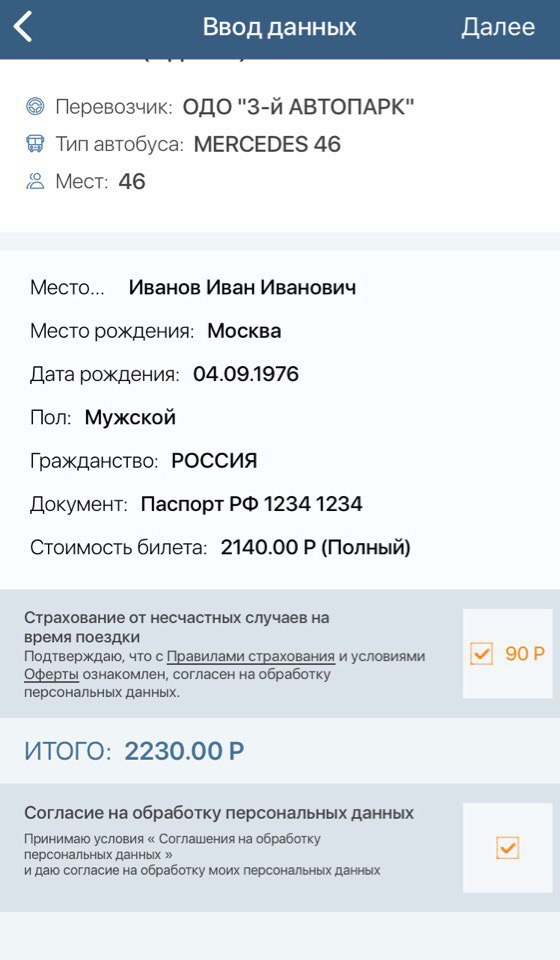 Ввод данных
Далее
Перевозчик: ОДО "3-й АВТОПАРК"
Тип автобуса: MERCEDES 46
Мест: 46
Место... Иванов Иван Иванович
Место рождения: Москва
Дата рождения: 04.09.1976
Пол: Мужской
Гражданство: РОССИЯ
Документ: Паспорт РФ 1234 1234
Стоимость билета: 2140.00 Р (Полный)
Страхование от несчастных случаев на
время поездки
Подтверждаю, что с Правилами страхования и условиями
Оферты ознакомлен, согласен на обработку
персональных данных.
90 Р
ИТОГО: 2230.00 Р
Согласие на обработку персональных данных
Принимаю условия « Соглашения на обработку
персональных данных »
и даю согласие на обработку моих персональных данных